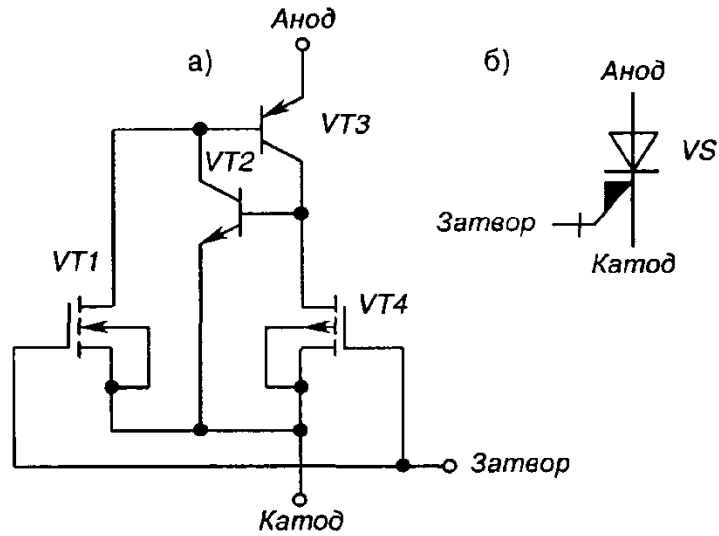 Анод
а)
VT3
VT2
VT1
VT4
Затвор
Катод
б)
Анод
VS
Затвор
Катод